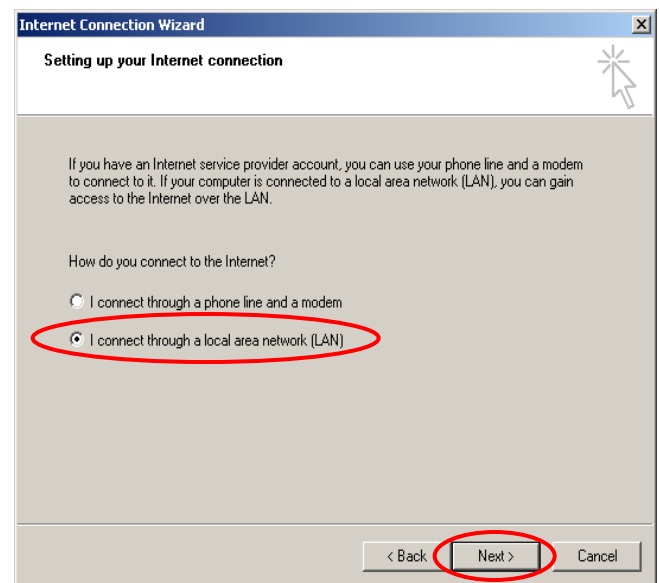 Internet Connection Wizard
Setting up your Internet connection
If you have an Internet service provider account, you can use your phone line and a modem
to connect to it. If your computer is connected to a local area network (LAN), you can gain
access to the Internet over the LAN.
How do you connect to the Internet?
I connect through a phone line and a modem
I connect through a local area network (LAN)
< Back Next > Cancel